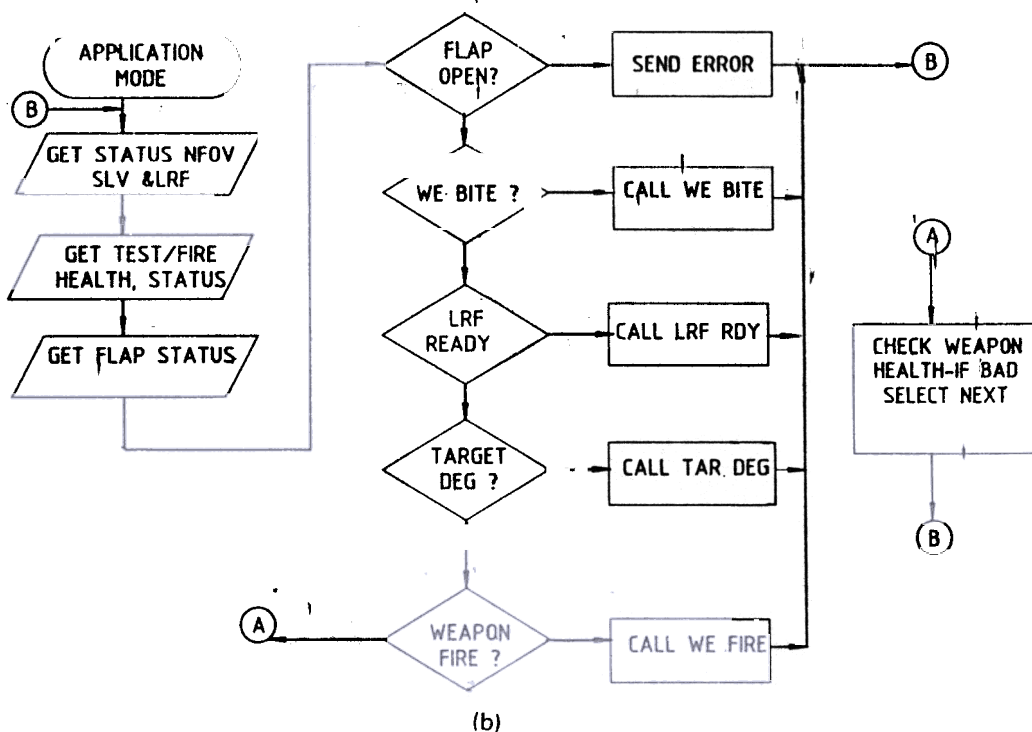 APPLICATION
MODE
B
GET STATUS NFOV
SLV &LRF
GET TEST/FIRE
HEALTH, STATUS
GET FLAP STATUS
FLAP
OPEN?
SEND ERROR
B
WE BITE ?
CALL WE BITE
LRF
READY
CALL LRF RDY
TARGET
DEG ?
CALL TAR DEG
WEAPON
FIRE ?
CALL WE FIRE
A
A
CHECK WEAPON
HEALTH-IF BAD
SELECT NEXT
B
(b)